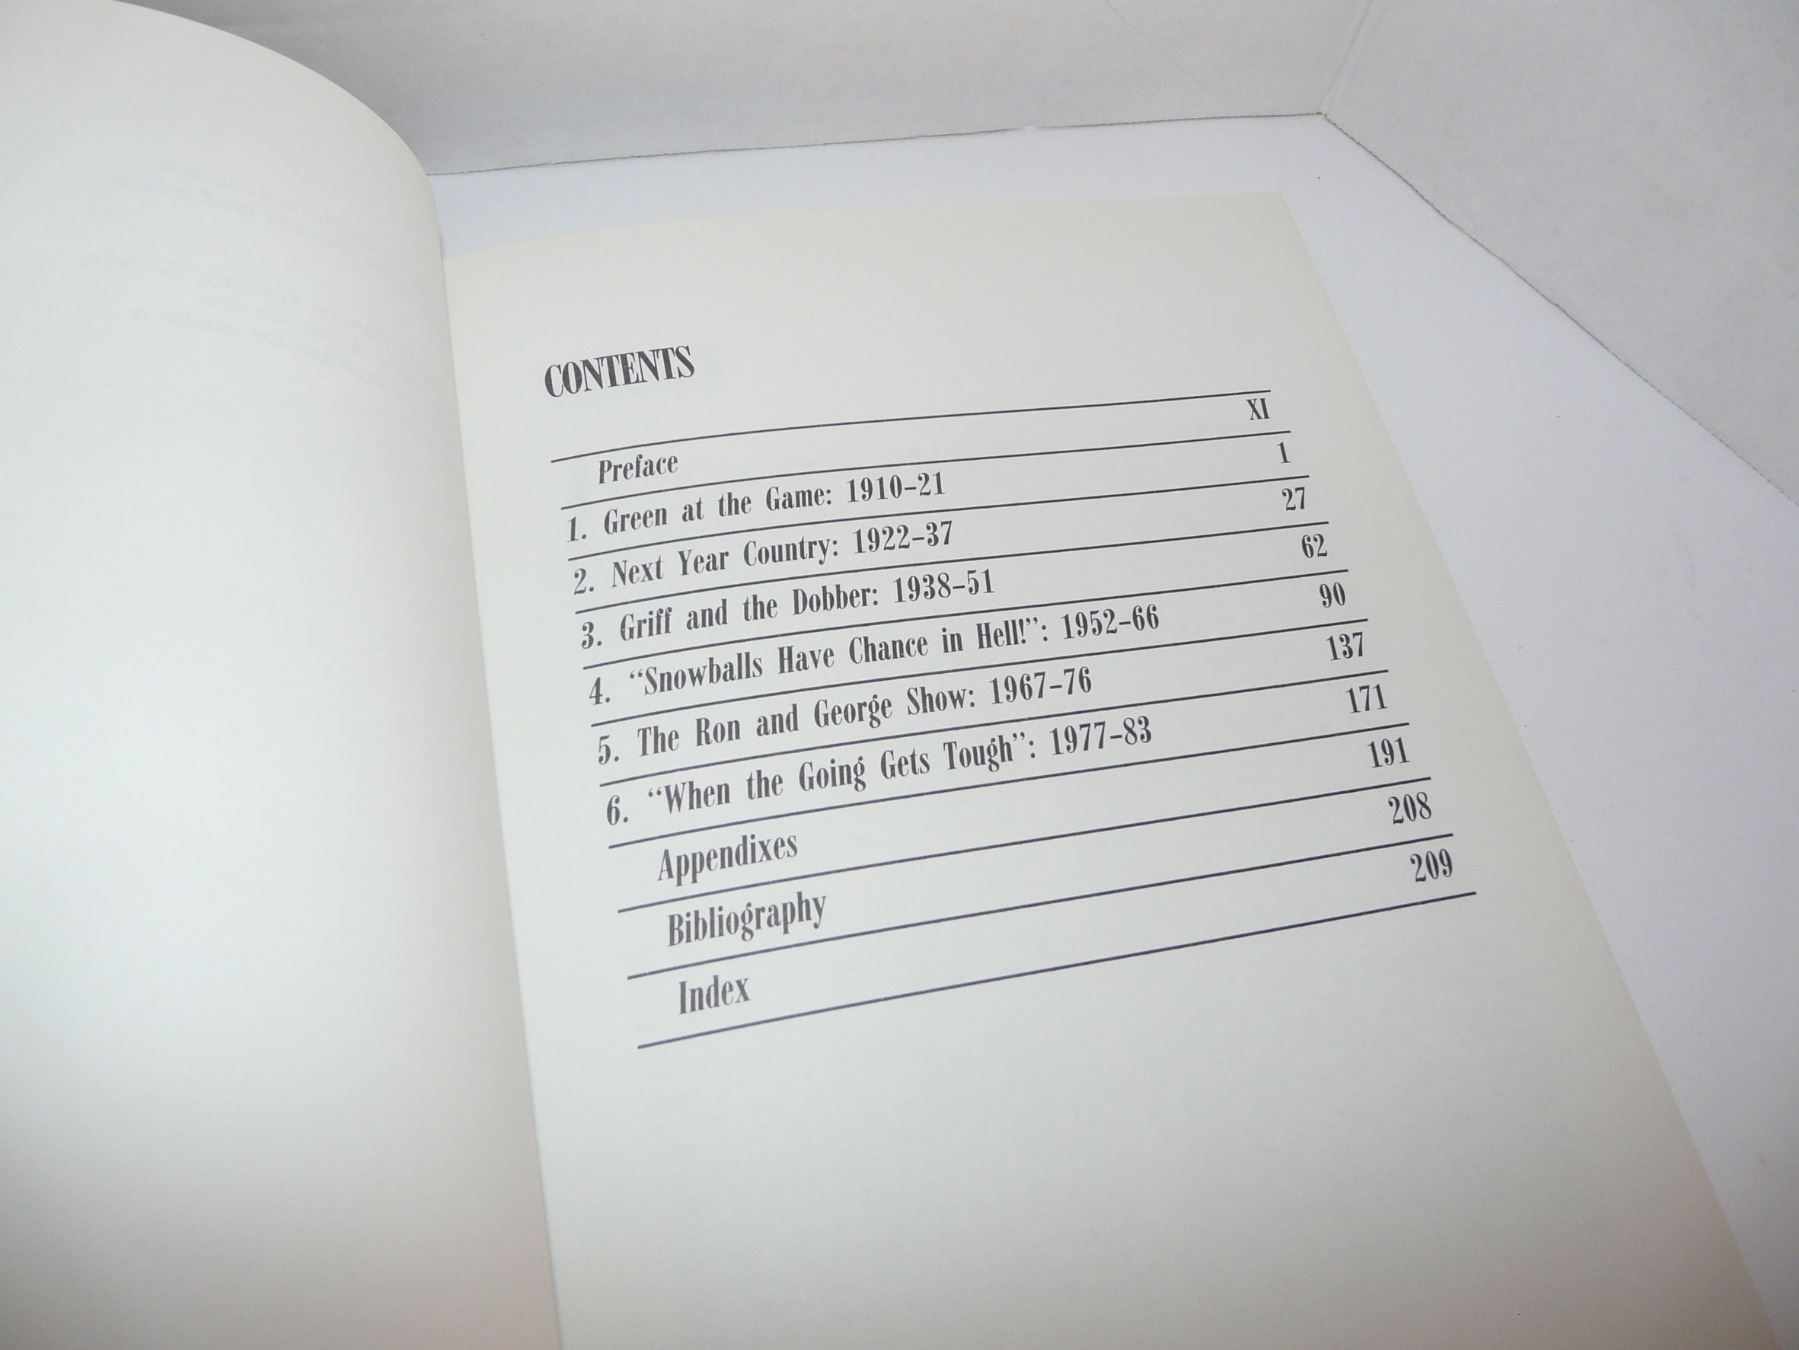 CONTENTS
Preface XI
1. Green at the Game: 1910–21 1
2. Next Year Country: 1922–37 27
3. Griff and the Dobber: 1938–51 62
4. “Snowballs Have Chance in Hell!”: 1952–66 90
5. The Ron and George Show: 1967–76 137
6. “When the Going Gets Tough”: 1977–83 171
Appendixes 191
Bibliography 208
Index 209